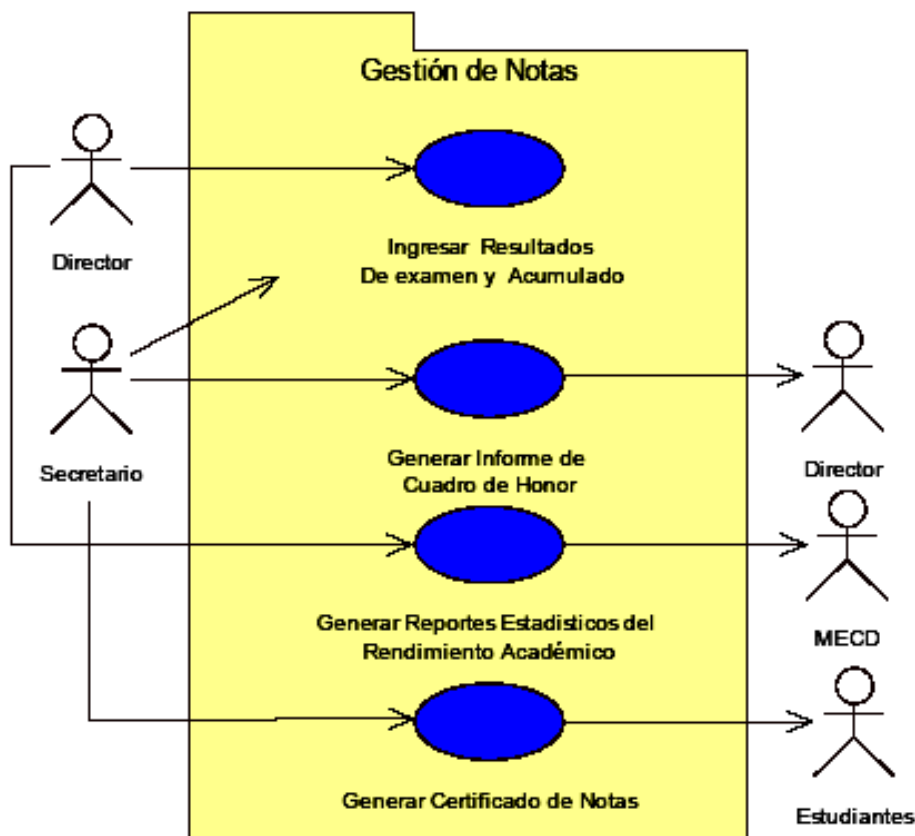 Gestión de Notas
Director
Ingresar Resultados
De examen y Acumulado
Secretario
Generar Informe de
Cuadro de Honor
Director
Generar Reportes Estadisticos del
Rendimiento Académico
MECD
Generar Certificado de Notas
Estudiantes